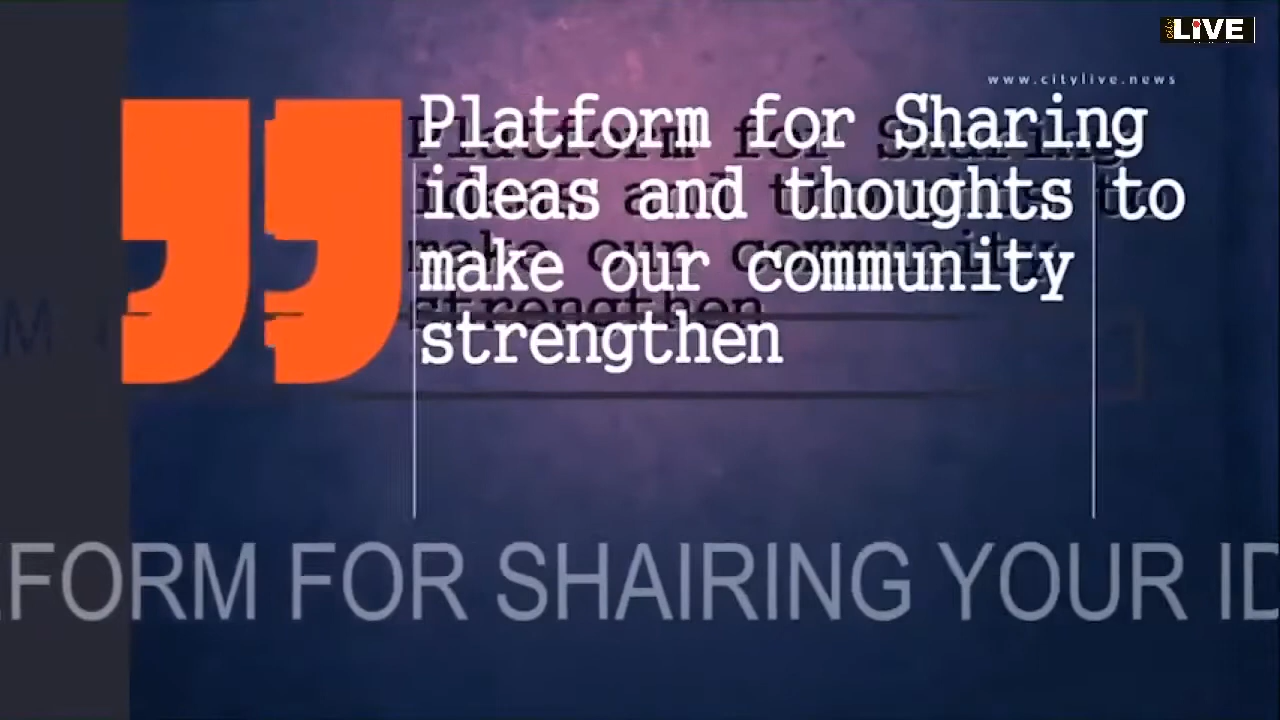 LiVE
www.citylive.news
Platform for Sharing
ideas and thoughts to
make our community
strengthen
FORM FOR SHAIRING YOUR ID